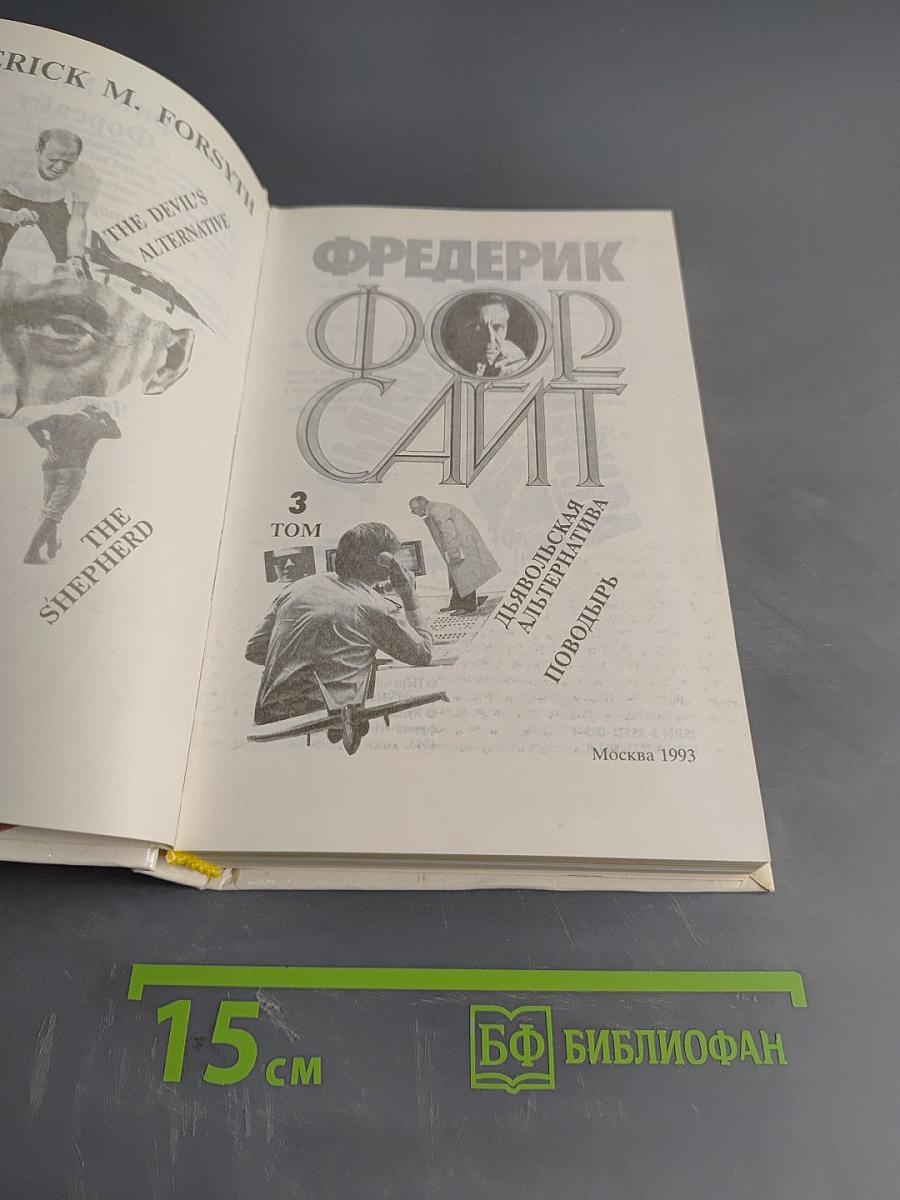 ERICK M. FORSYTH
THE DEVIL'S
ALTERNATIVE
THE
SHEPHERD
ФРЕДЕРИК
ФОР
САЙТ
3
ТОМ
ДЬЯВОЛЬСКАЯ
АЛЬТЕРНАТИВА
ПОВОДЫРЬ
Москва 1993
15 см
БФ БИБЛИОФАН